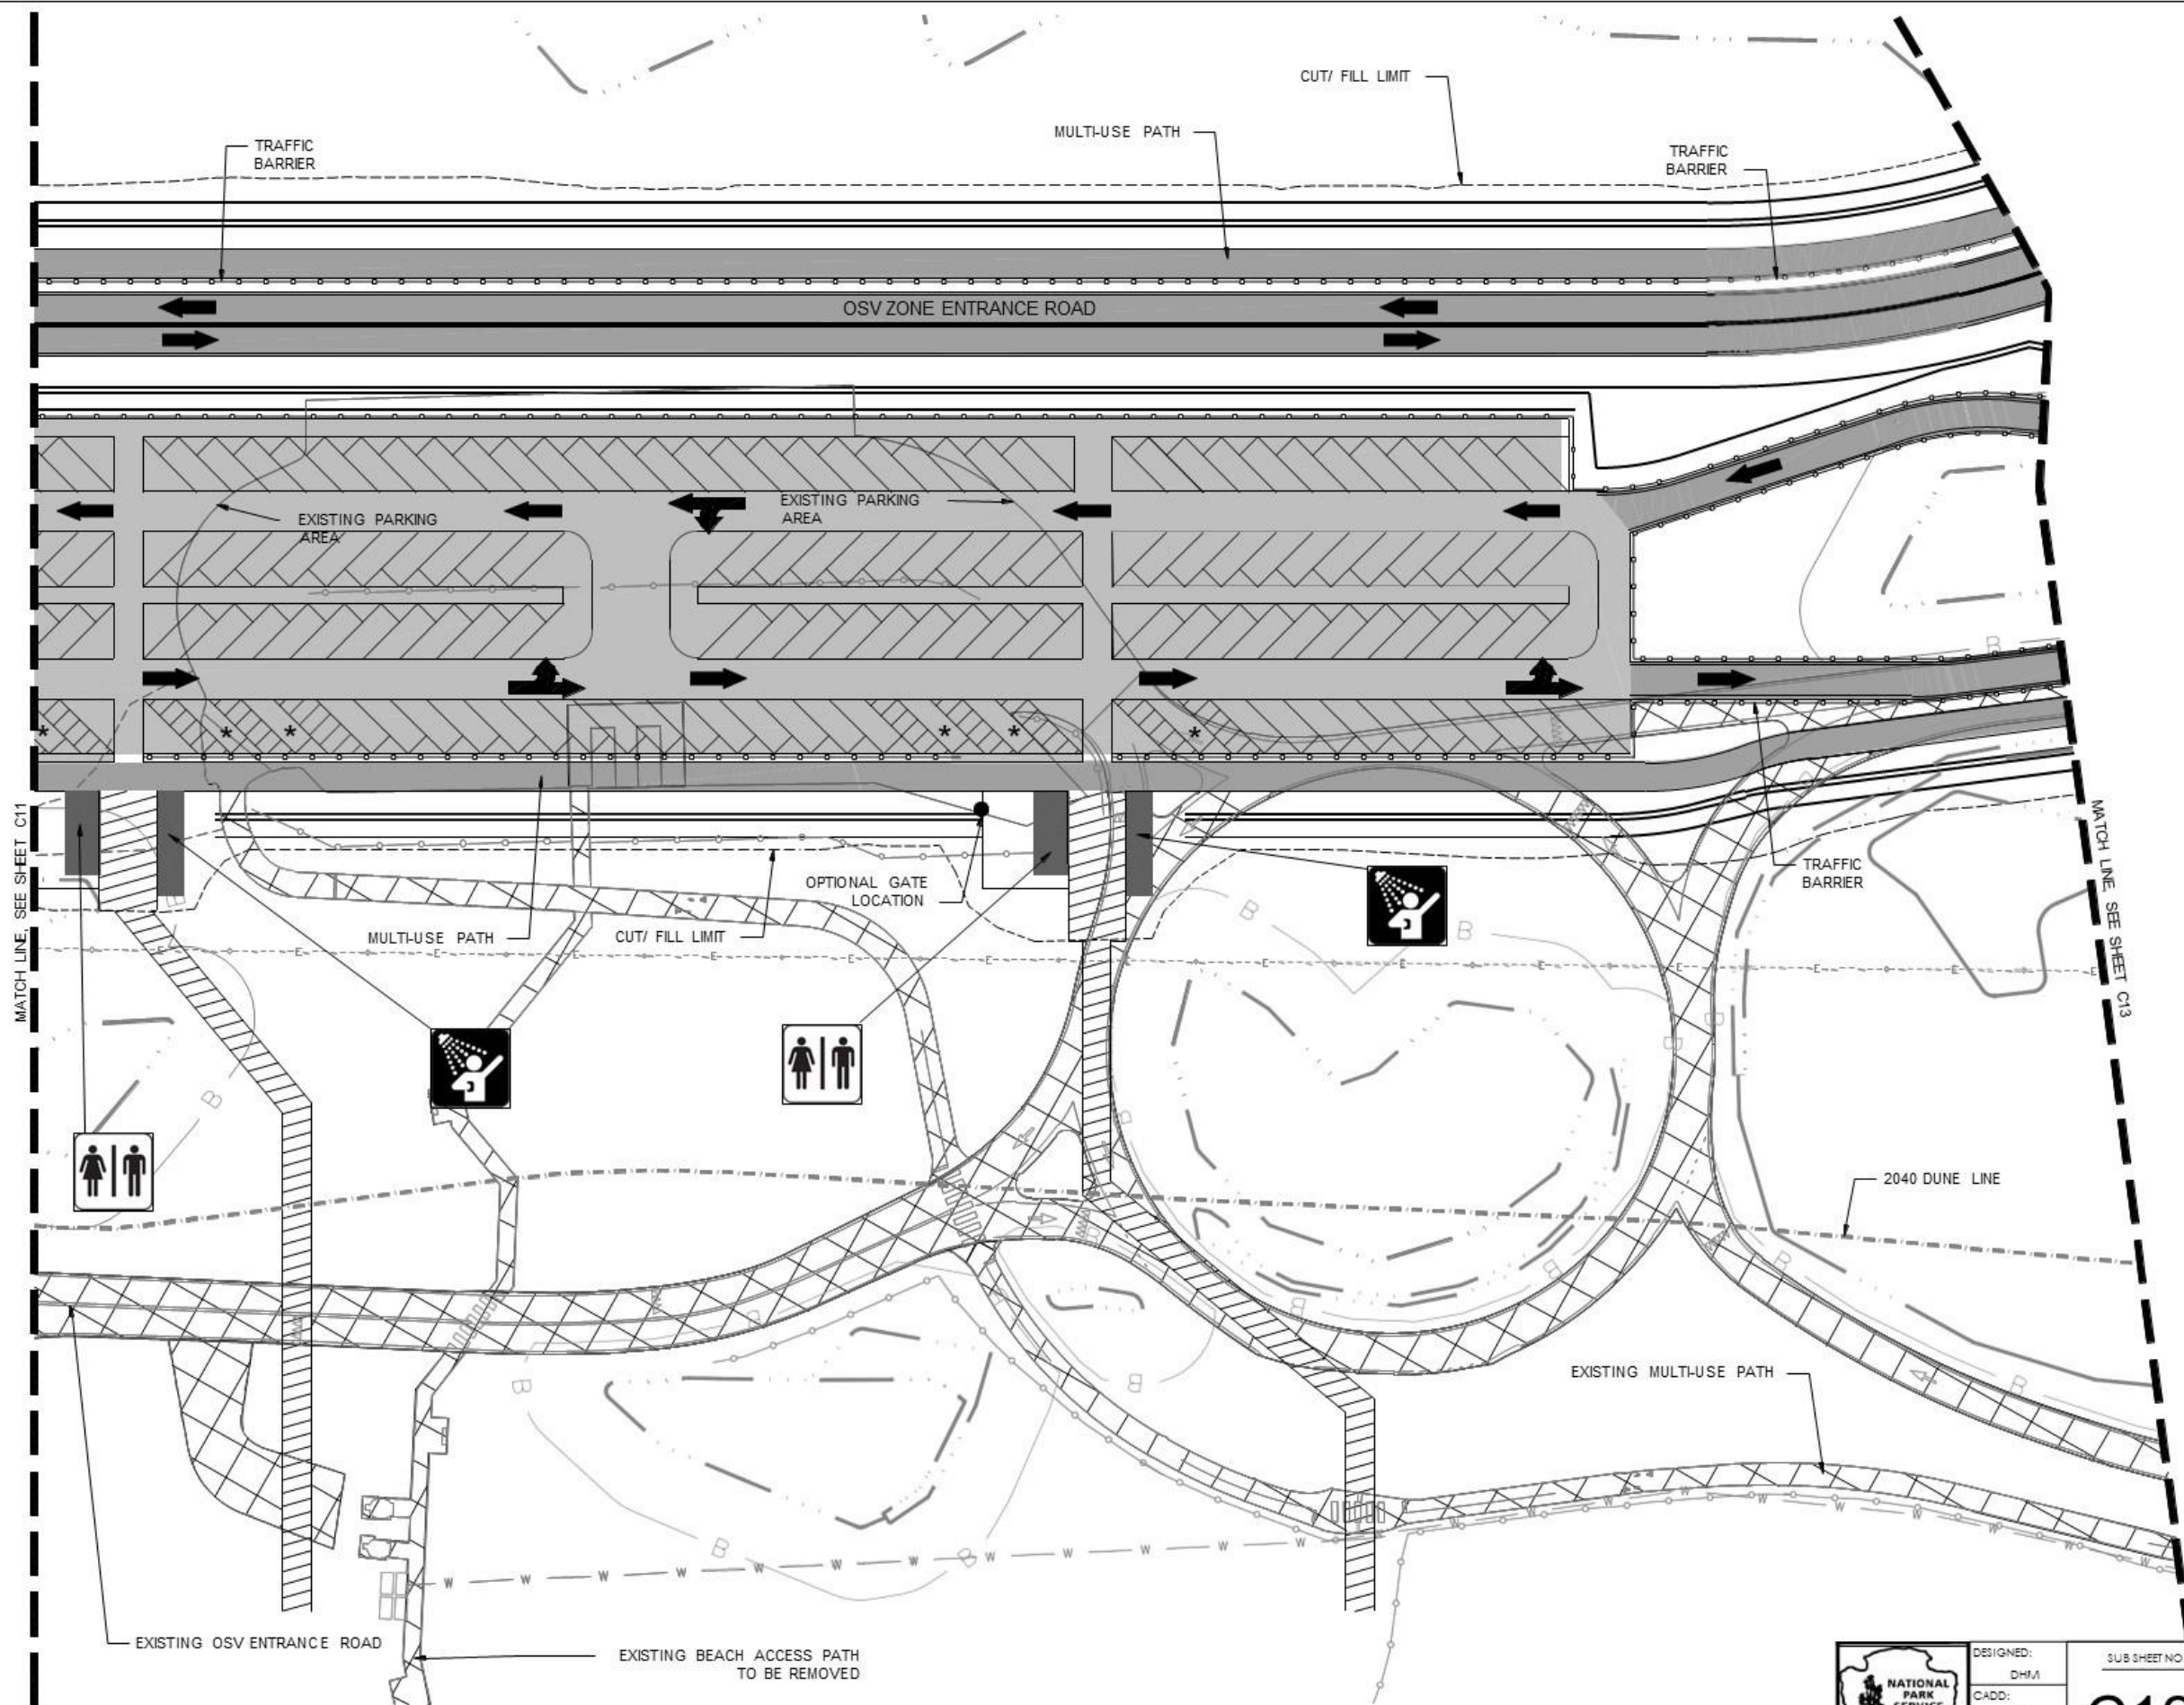 CUT/ FILL LIMIT
MULTI-USE PATH
TRAFFIC
BARRIER
TRAFFIC
BARRIER
OSV ZONE ENTRANCE ROAD
EXISTING PARKING
AREA
EXISTING PARKING
AREA
MATCH LINE, SEE SHEET C11
MATCH LINE, SEE SHEET C13
OPTIONAL GATE
LOCATION
TRAFFIC
BARRIER
MULTI-USE PATH
CUT/ FILL LIMIT
2040 DUNE LINE
EXISTING MULTI-USE PATH
EXISTING OSV ENTRANCE ROAD
EXISTING BEACH ACCESS PATH
TO BE REMOVED
NATIONAL
PARK
SERVICE
DESIGNED:
DHM
CADD:
SUB SHEET NO.